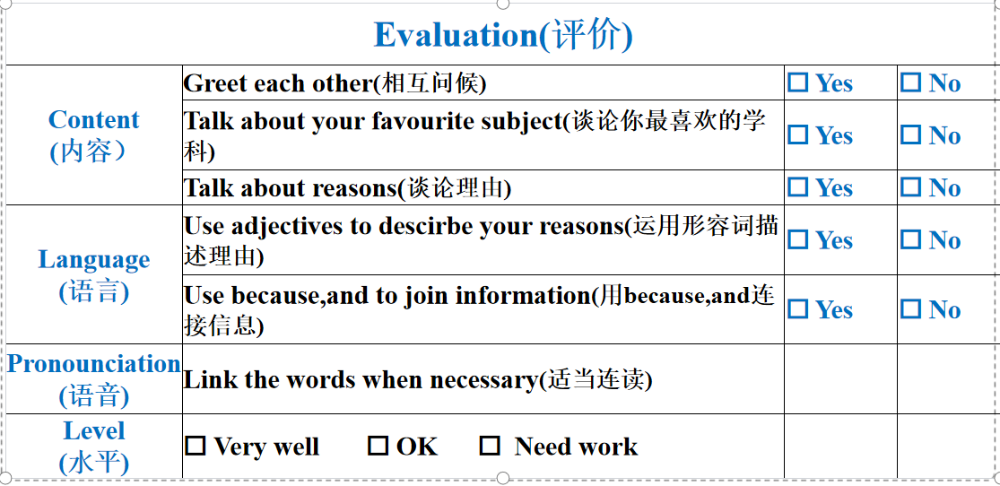 Evaluation(评价)
Content
(内容）
Greet each other(相互问候)
☐ Yes
☐ No
Talk about your favourite subject(谈论你最喜欢的学
科)
☐ Yes
☐ No
Talk about reasons(谈论理由)
☐ Yes
☐ No
Language
(语言)
Use adjectives to descirbe your reasons(运用形容词描
述理由)
☐ Yes
☐ No
Use because,and to join information(用because,and连
接信息)
☐ Yes
☐ No
Pronounciation
(语音)
Link the words when necessary(适当连读)
Level
(水平)
☐ Very well ☐ OK ☐ Need work